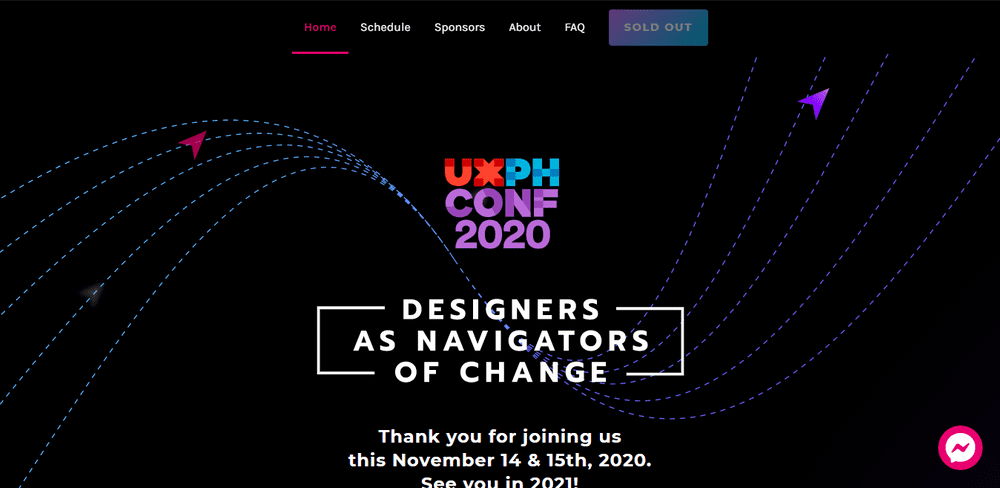 Home Schedule Sponsors About FAQ SOLD OUT
UXPH
CONF
2020
DESIGNERS
AS NAVIGATORS
OF CHANGE
Thank you for joining us
this November 14 & 15th, 2020.
See you in 2021!